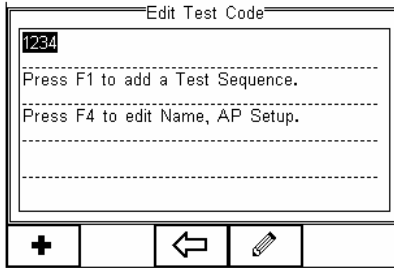 Edit Test Code
1234
Press F1 to add a Test Sequence.
Press F4 to edit Name, AP Setup.